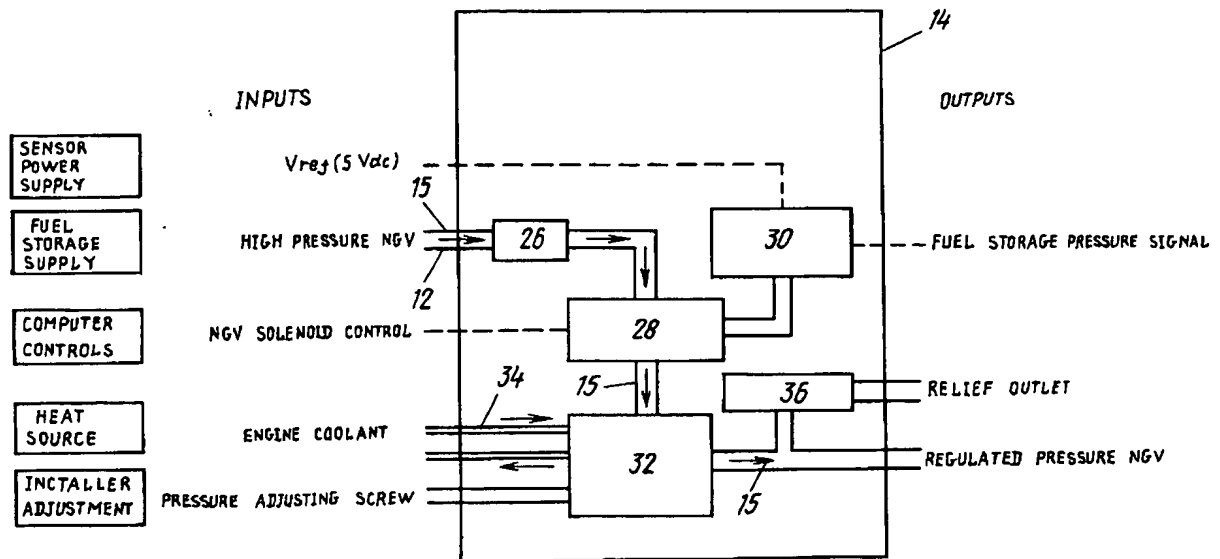 14
INPUTS
OUTPUTS
SENSOR
POWER
SUPPLY
Vref (5 Vdc)
15
FUEL
STORAGE
SUPPLY
HIGH PRESSURE NGV
26
30
FUEL STORAGE PRESSURE SIGNAL
12
COMPUTER
CONTROLS
NGV SOLENOID CONTROL
28
15
34
36
RELIEF OUTLET
HEAT
SOURCE
ENGINE COOLANT
32
REGULATED PRESSURE NGV
15
INCTALLER
ADJUSTMENT
PRESSURE ADJUSTING SCREW